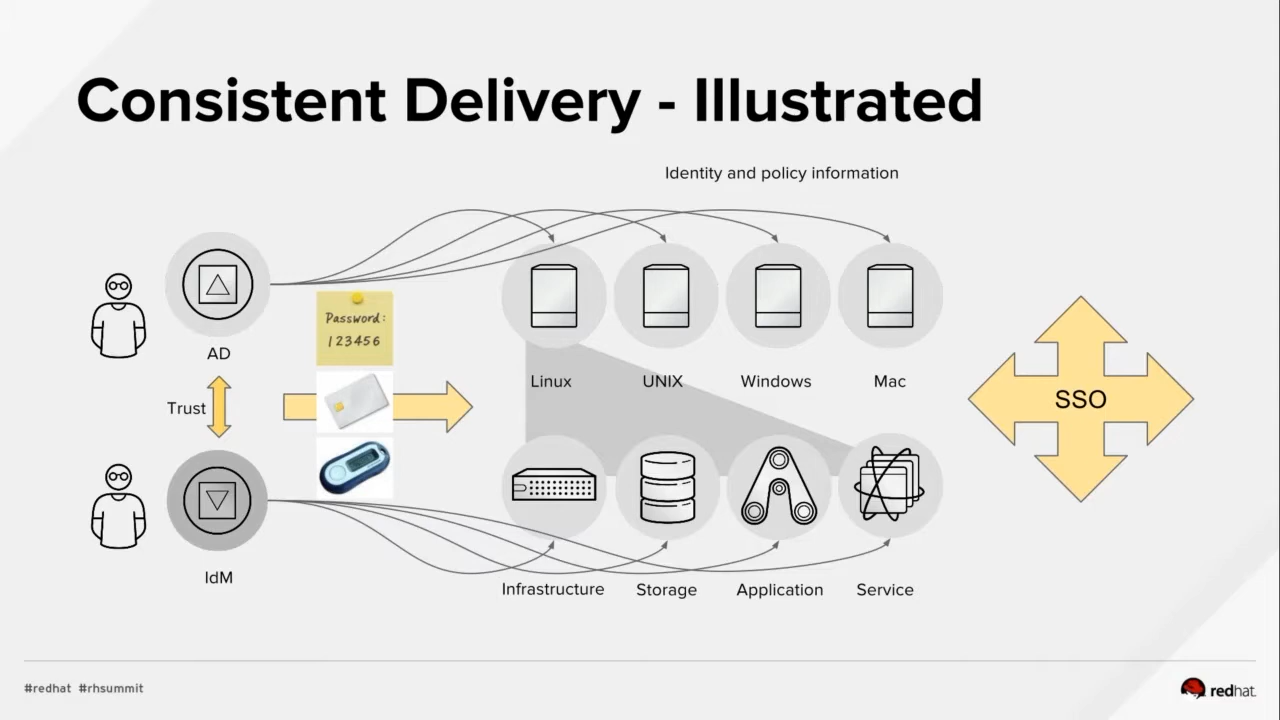 Consistent Delivery - Illustrated
Identity and policy information
Password:
123456
AD
Linux
UNIX
Windows
Mac
Trust
SSO
IdM
Infrastructure
Storage
Application
Service
#redhat #rhsummit
redhat.